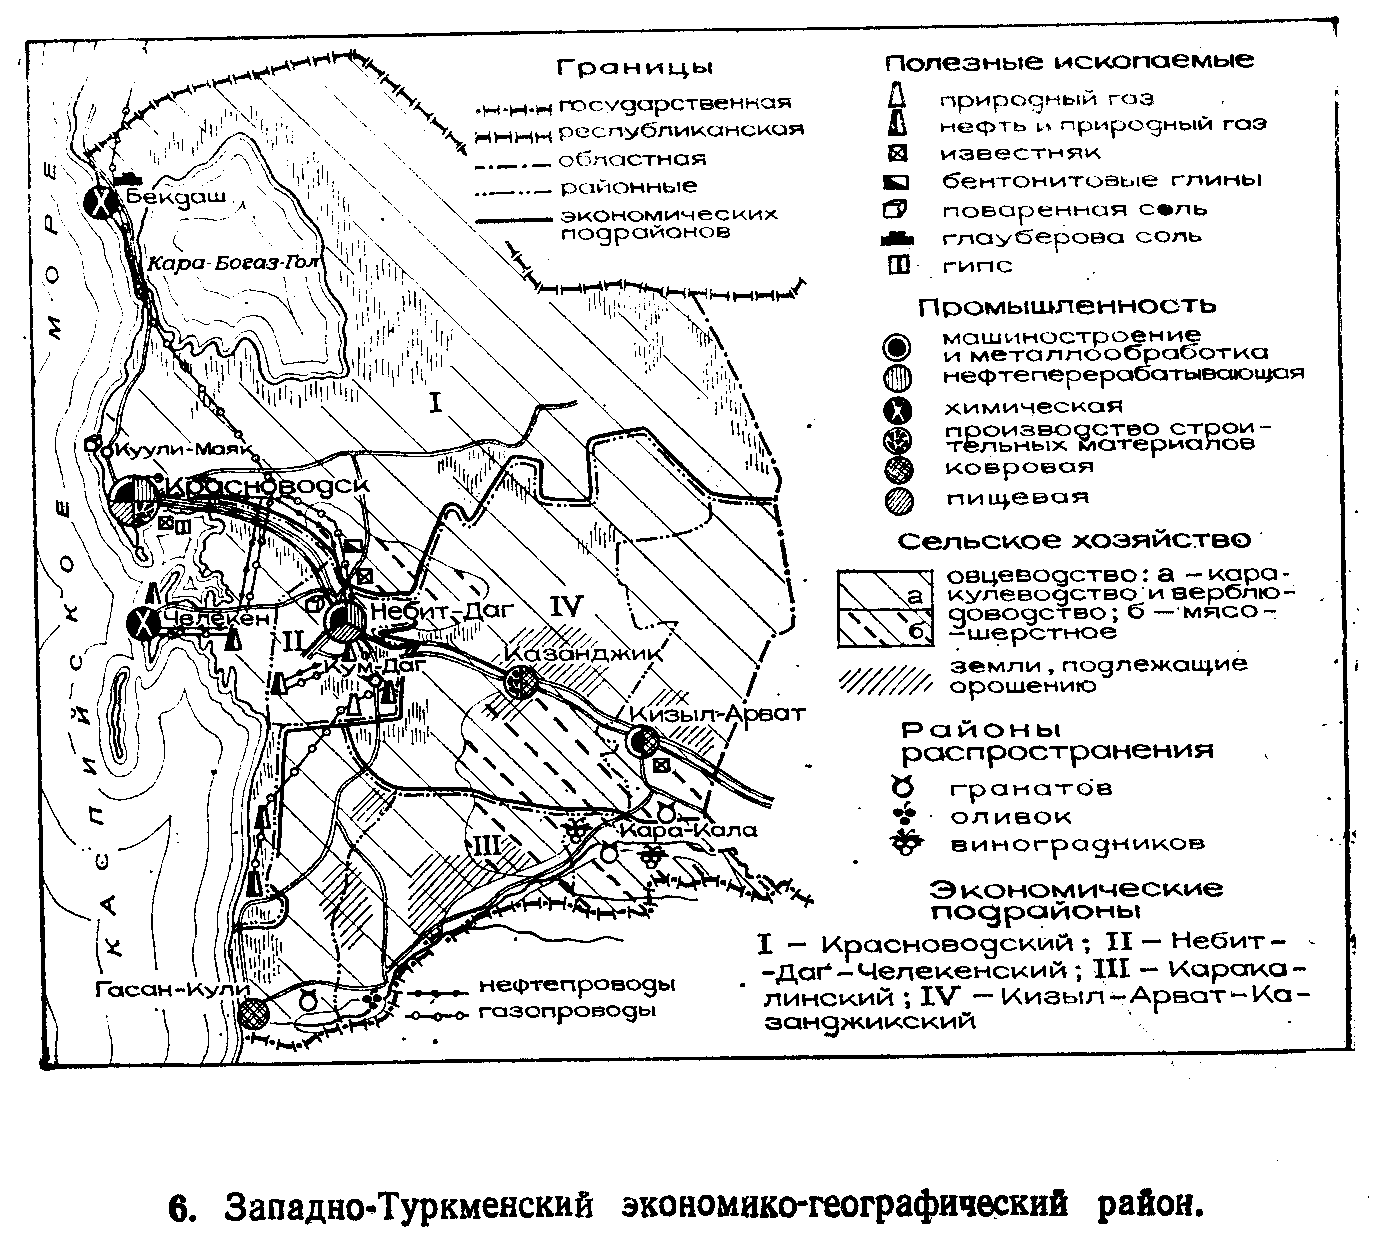 Границы
государственная
республиканская
областная
районные
экономических
подрайонов
Полезные ископаемые
природный газ
нефть и природный газ
известняк
бентонитовые глины
поваренная соль
глауберова соль
гипс
Промышленность
машиностроение
и металлообработка
нефтеперерабатывающая
химическая
производство строи-
тельных материалов
ковровая
пищевая
Сельское хозяйство
а
б
овцеводство: а – кара-
кулеводство и верблю-
доводство; б – мясо-
-шерстное
земли, подлежащие
орошению
Районы
распространения
гранатов
оливок
виноградников
Экономические
подрайоны
I – Красноводский; II – Небит-
-Даг-Челекенский; III – Карака-
линский; IV – Кизыл-Арват-Ка-
занджикский
нефтепроводы
газопроводы
КАСПИЙСКОЕ МОРЕ
Бекдаш
Кара-Богаз-Гол
I
Куули-Маяк
Красноводск
Челекен
Небит-Даг
II
IV
Кум-Даг
Казанджик
Кизыл-Арват
Кара-Кала
III
Гасан-Кули
6. Западно-Туркменский экономико-географический район.